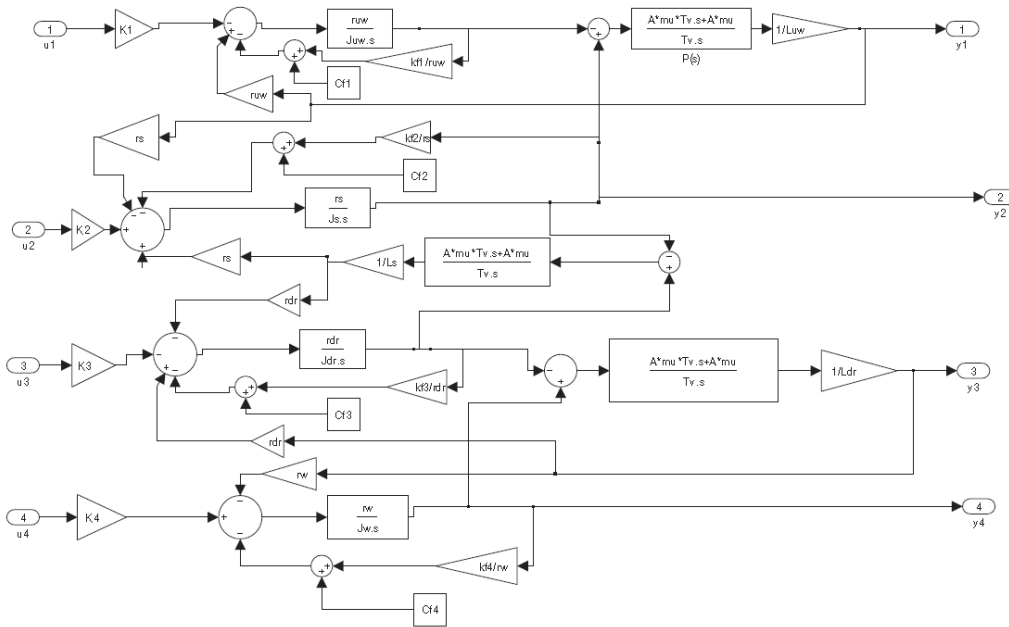 1
u1
K1
−
−
+
−
ruw
Juw.s
+
+
kf1/ruw
Cf1
ruw
+
+
A*mu*Tv.s+A*mu
Tv.s
P(s)
1/Luw
1
y1
rs
+
+
kf2/rs
Cf2
2
u2
K2
−
−
+
+
rs
Js.s
2
y2
rs
1/Ls
A*mu*Tv.s+A*mu
Tv.s
−
+
rdr
3
u3
K3
−
−
+
−
rdr
Jdr.s
+
+
kf3/rdr
Cf3
rdr
−
+
A*mu*Tv.s+A*mu
Tv.s
1/Ldr
3
y3
rw
4
u4
K4
−
+
−
rw
Jw.s
4
y4
+
+
kf4/rw
Cf4